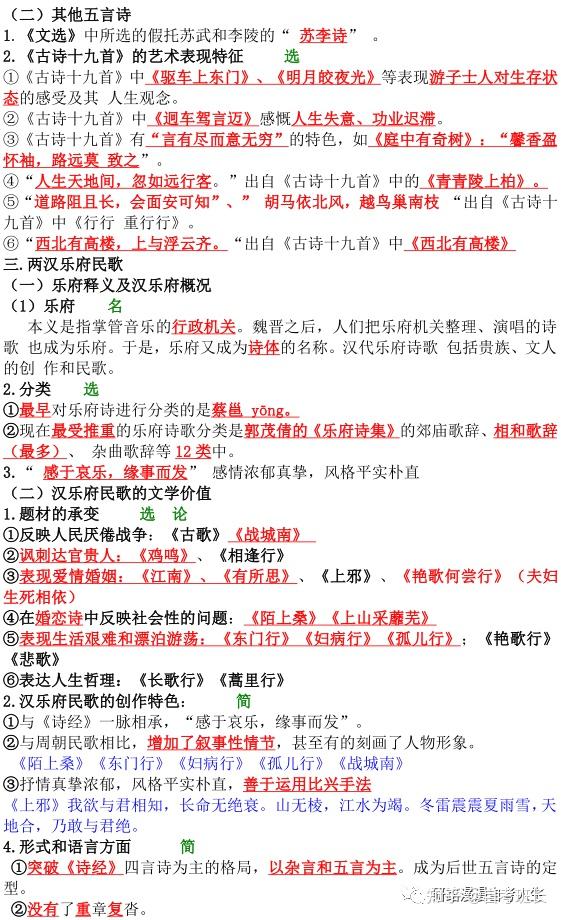 （二）其他五言诗
1.《文选》中所选的假托苏武和李陵的“ 苏李诗” 。
2.《古诗十九首》的艺术表现特征 选
①《古诗十九首》中《驱车上东门》、《明月皎夜光》等表现游子士人对生存状
态的感受及其 人生观念。
②《古诗十九首》中《迴车驾言迈》感慨人生失意、功业迟滞。
③《古诗十九首》有“言有尽而意无穷”的特色，如《庭中有奇树》：“馨香盈
怀袖，路远莫 致之”。
④“人生天地间，忽如远行客。”出自《古诗十九首》中的《青青陵上柏》。
⑤“道路阻且长，会面安可知”、” 胡马依北风，越鸟巢南枝 “出自《古诗十
九首》中《行行 重行行》。
⑥“西北有高楼，上与浮云齐。“出自《古诗十九首》中《西北有高楼》
三.两汉乐府民歌
（一）乐府释义及汉乐府概况
（1）乐府 名
本义是指掌管音乐的行政机关。魏晋之后，人们把乐府机关整理、演唱的诗
歌 也成为乐府。于是，乐府又成为诗体的名称。汉代乐府诗歌 包括贵族、文人
的创 作和民歌。
2.分类 选
①最早对乐府诗进行分类的是蔡邕 yōng。
②现在最受推重的乐府诗歌分类是郭茂倩的《乐府诗集》的郊庙歌辞、相和歌辞
（最多）、 杂曲歌辞等 12 类中。
3.“ 感于哀乐，缘事而发” 感情浓郁真挚，风格平实朴直
（二）汉乐府民歌的文学价值
1.题材的承变 选 论
①反映人民厌倦战争：《古歌》《战城南》
②讽刺达官贵人：《鸡鸣》、《相逢行》
③表现爱情婚姻：《江南》、《有所思》、《上邪》、《艳歌何尝行》（夫妇
生死相依）
④在婚恋诗中反映社会性的问题：《陌上桑》《上山采蘼芜》
⑤表现生活艰难和漂泊游荡：《东门行》《妇病行》《孤儿行》；《艳歌行》
《悲歌》
⑥表达人生哲理：《长歌行》《蒿里行》
2.汉乐府民歌的创作特色： 简
①与《诗经》一脉相承，“感于哀乐，缘事而发”。
②与周朝民歌相比，增加了叙事性情节，甚至有的刻画了人物形象。
《陌上桑》《东门行》《妇病行》《孤儿行》《战城南》
③抒情真挚浓郁，风格平实朴直，善于运用比兴手法
《上邪》我欲与君相知，长命无绝衰。山无棱，江水为竭。冬雷震震夏雨雪，天
地合，乃敢与君绝。
4.形式和语言方面 简
①突破《诗经》四言诗为主的格局，以杂言和五言为主。成为后世五言诗的定
型。
②没有了重章复沓。